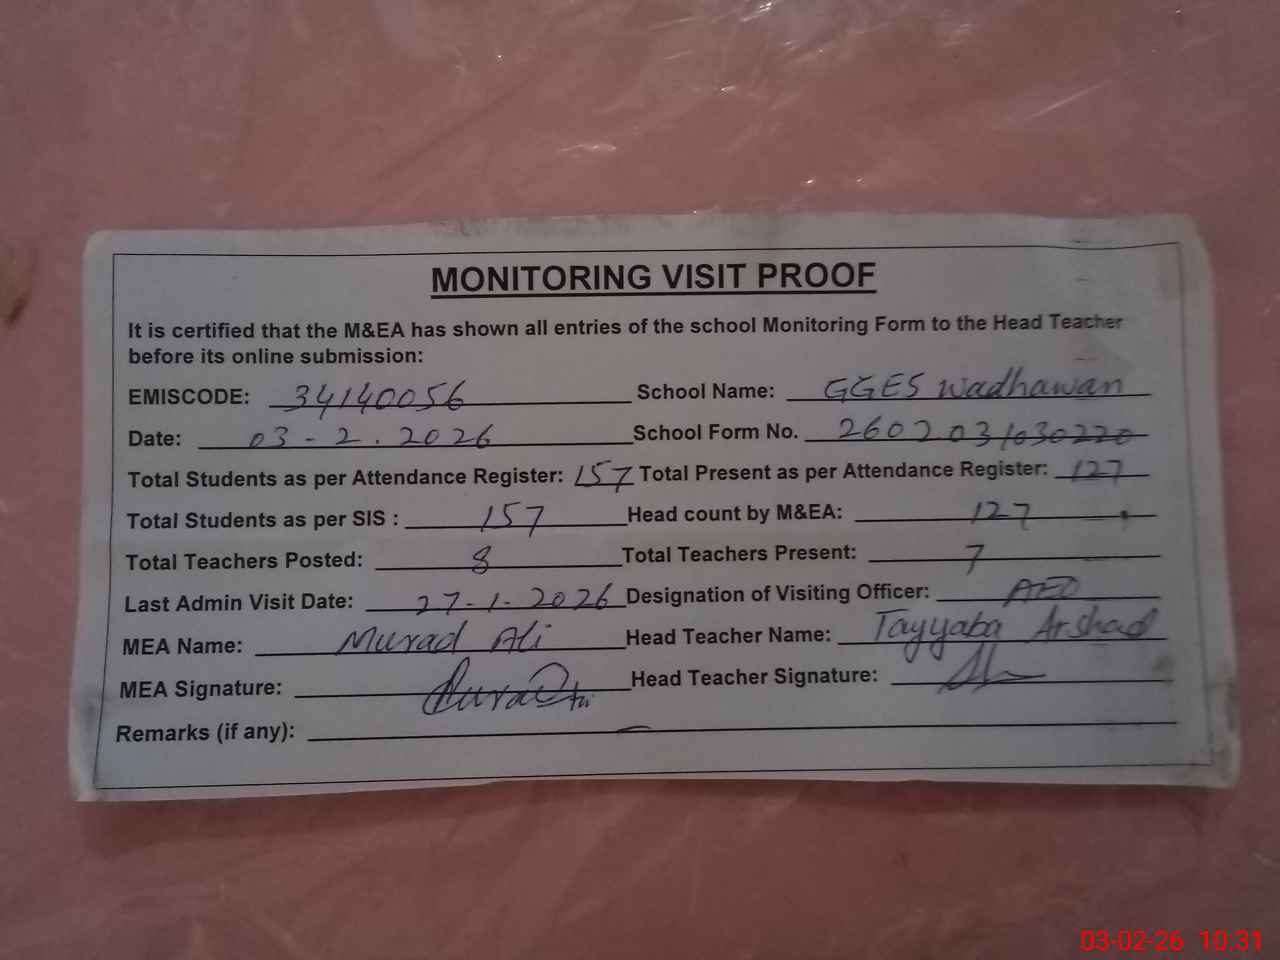 MONITORING VISIT PROOF
It is certified that the M&EA has shown all entries of the school Monitoring Form to the Head Teacher
before its online submission:
EMISCODE: 34140056 School Name: GGES Wadhawan
Date: 03-2.2026 School Form No. 2602031030220
Total Students as per Attendance Register: 157 Total Present as per Attendance Register: 127
Total Students as per SIS : 157 Head count by M&EA: 127
Total Teachers Posted: 8 Total Teachers Present: 7
Last Admin Visit Date: 27-1-2026 Designation of Visiting Officer: AEO
MEA Name: Murad Ali Head Teacher Name: Tayyaba Arshad
MEA Signature: Head Teacher Signature:
Remarks (if any): —
03-02-26 10:31